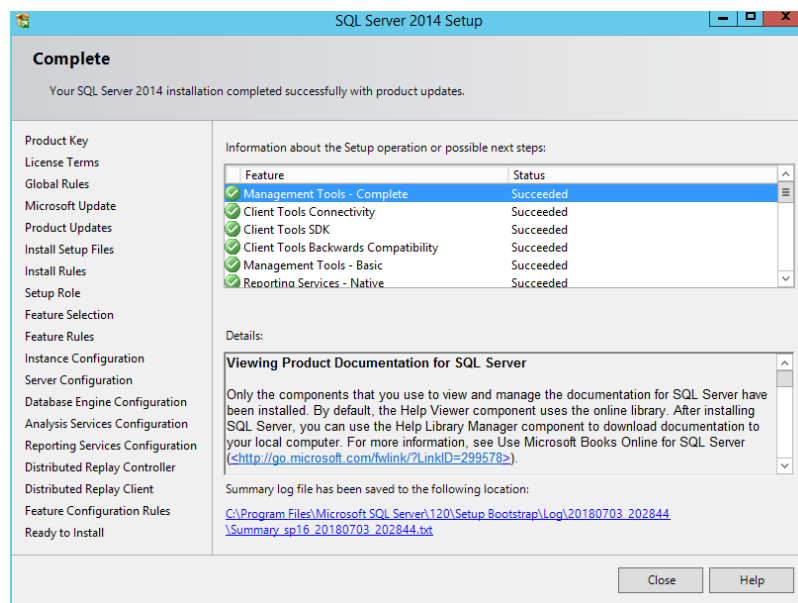 SQL Server 2014 Setup
Complete
Your SQL Server 2014 installation completed successfully with product updates.
Product Key
License Terms
Global Rules
Microsoft Update
Product Updates
Install Setup Files
Install Rules
Setup Role
Feature Selection
Feature Rules
Instance Configuration
Server Configuration
Database Engine Configuration
Analysis Services Configuration
Reporting Services Configuration
Distributed Replay Controller
Distributed Replay Client
Feature Configuration Rules
Ready to Install
Information about the Setup operation or possible next steps:
Feature Status
Management Tools - Complete Succeeded
Client Tools Connectivity Succeeded
Client Tools SDK Succeeded
Client Tools Backwards Compatibility Succeeded
Management Tools - Basic Succeeded
Reporting Services - Native Succeeded
Details:
Viewing Product Documentation for SQL Server
Only the components that you use to view and manage the documentation for SQL Server have
been installed. By default, the Help Viewer component uses the online library. After installing
SQL Server, you can use the Help Library Manager component to download documentation to
your local computer. For more information, see Use Microsoft Books Online for SQL Server
(<http://go.microsoft.com/fwlink/?LinkID=299578>).
Summary log file has been saved to the following location:
C:\Program Files\Microsoft SQL Server\120\Setup Bootstrap\Log\20180703_202844
\Summary_sp16_20180703_202844.txt
Close Help